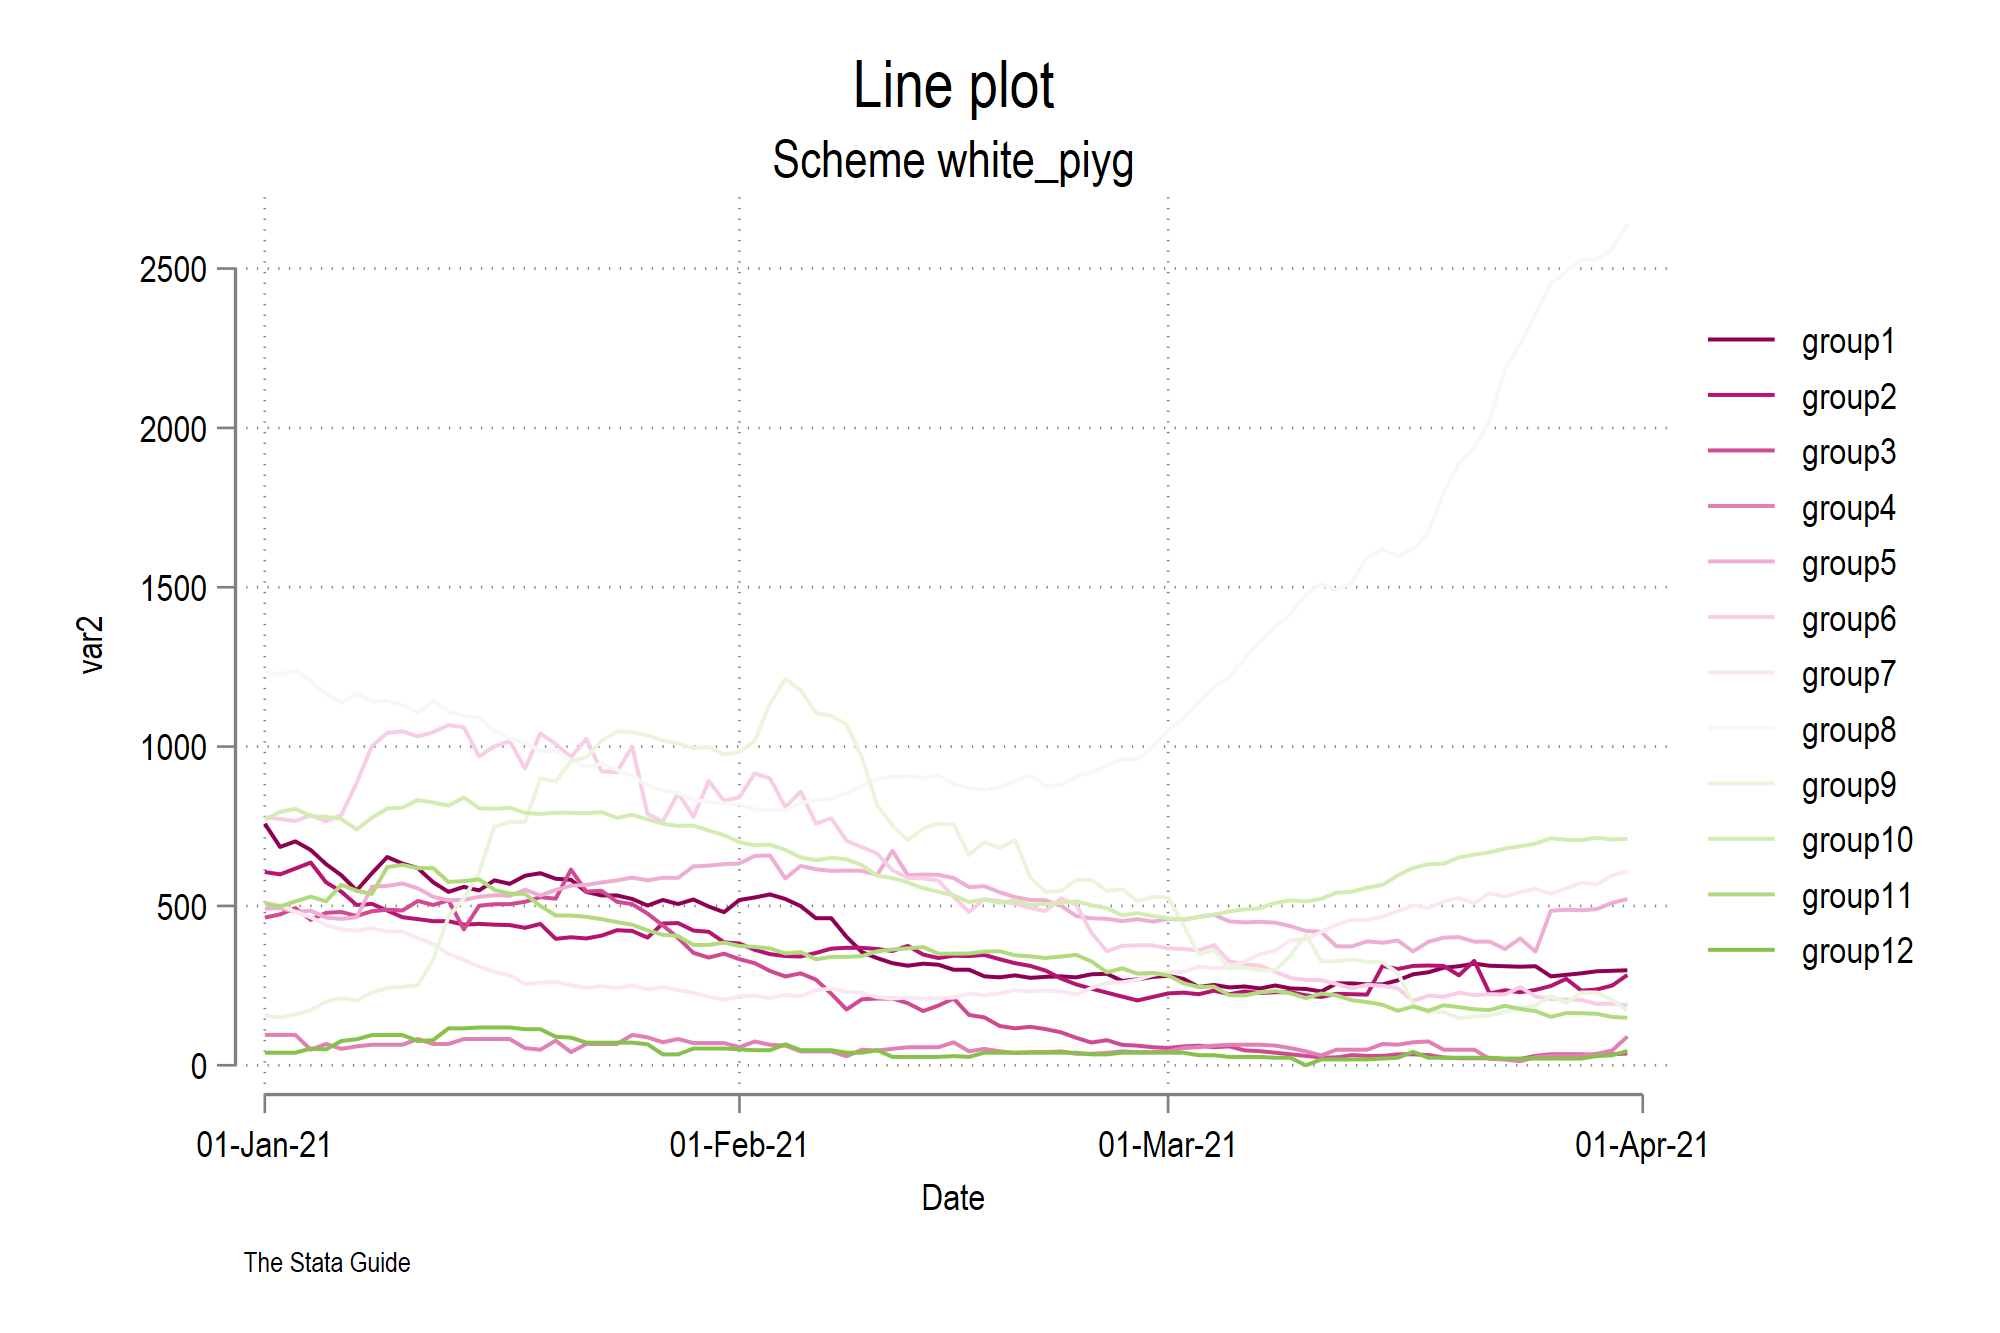 Line plot
Scheme white_piyg
2500
2000
1500
1000
500
0
var2
01-Jan-21
01-Feb-21
01-Mar-21
01-Apr-21
Date
group1
group2
group3
group4
group5
group6
group7
group8
group9
group10
group11
group12
The Stata Guide